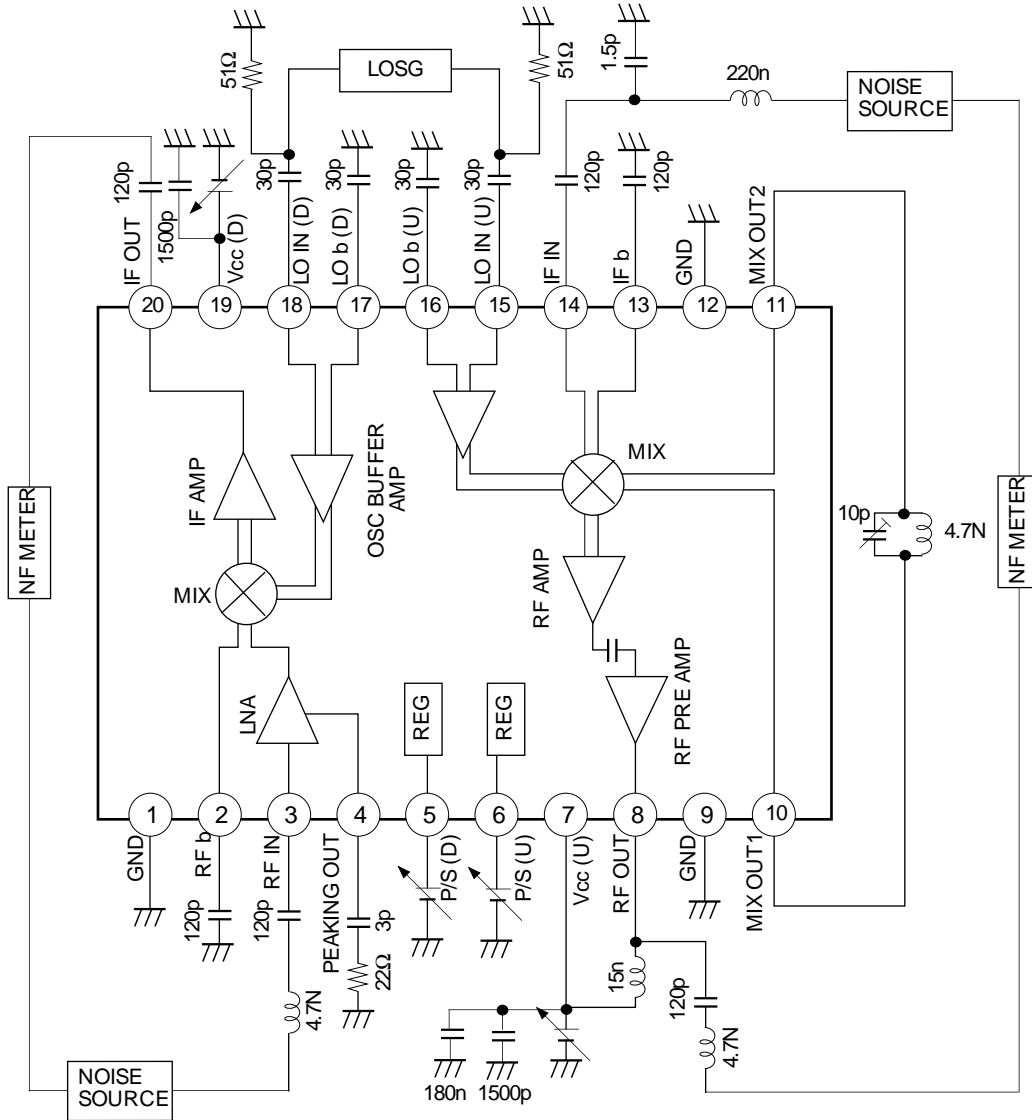 1.5p
51Ω
LOSG
51Ω
220n
NOISE
SOURCE
120p
1500p
30p
30p
30p
30p
120p
120p
IF OUT
Vcc (D)
LO IN (D)
LO b (D)
LO b (U)
LO IN (U)
IF IN
IF b
GND
MIX OUT2
20
19
18
17
16
15
14
13
12
11
IF AMP
OSC BUFFER
AMP
MIX
NF METER
MIX
RF AMP
10p
4.7N
NF METER
LNA
REG
REG
RF PRE AMP
1
2
3
4
5
6
7
8
9
10
GND
RF b
RF IN
PEAKING OUT
P/S (D)
P/S (U)
Vcc (U)
RF OUT
GND
MIX OUT1
120p
120p
3p
22Ω
15n
120p
4.7N
4.7N
180n
1500p
NOISE
SOURCE